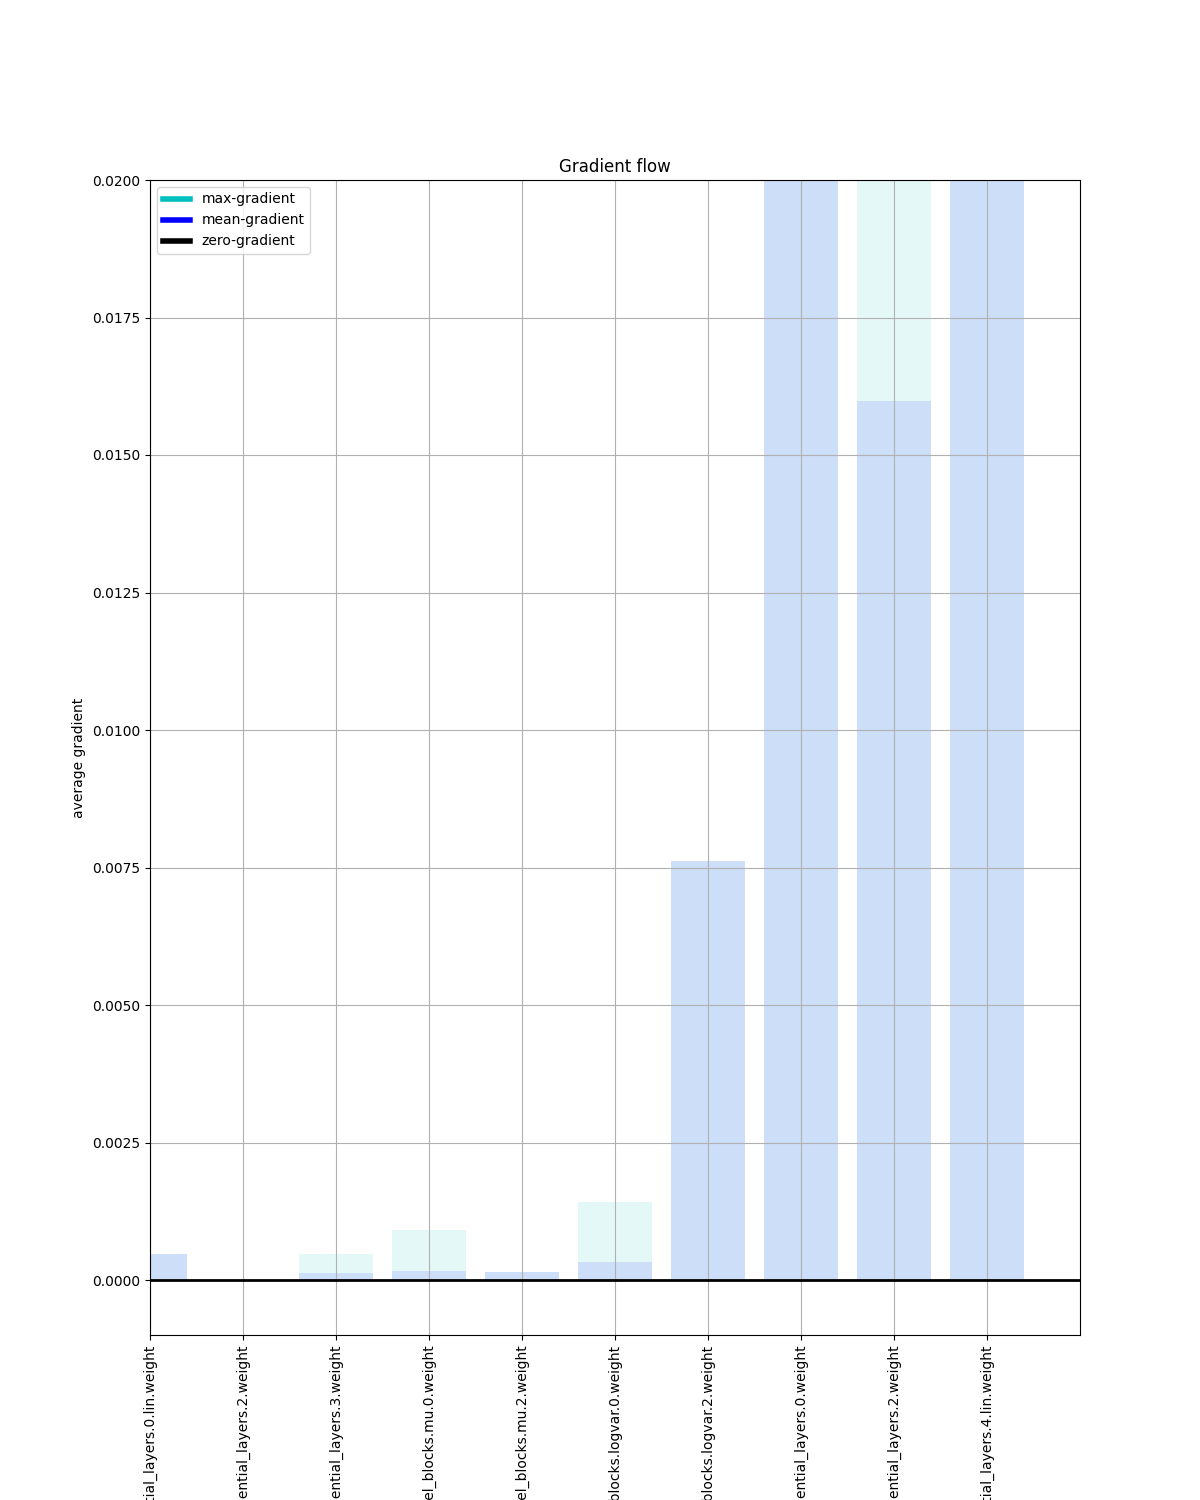 Gradient flow
max-gradient
mean-gradient
zero-gradient
0.0200
0.0175
0.0150
0.0125
0.0100
0.0075
0.0050
0.0025
0.0000
average gradient
tial_layers.0.lin.weight
ential_layers.2.weight
ential_layers.3.weight
el_blocks.mu.0.weight
el_blocks.mu.2.weight
blocks.logvar.0.weight
blocks.logvar.2.weight
ential_layers.0.weight
ential_layers.2.weight
tial_layers.4.lin.weight